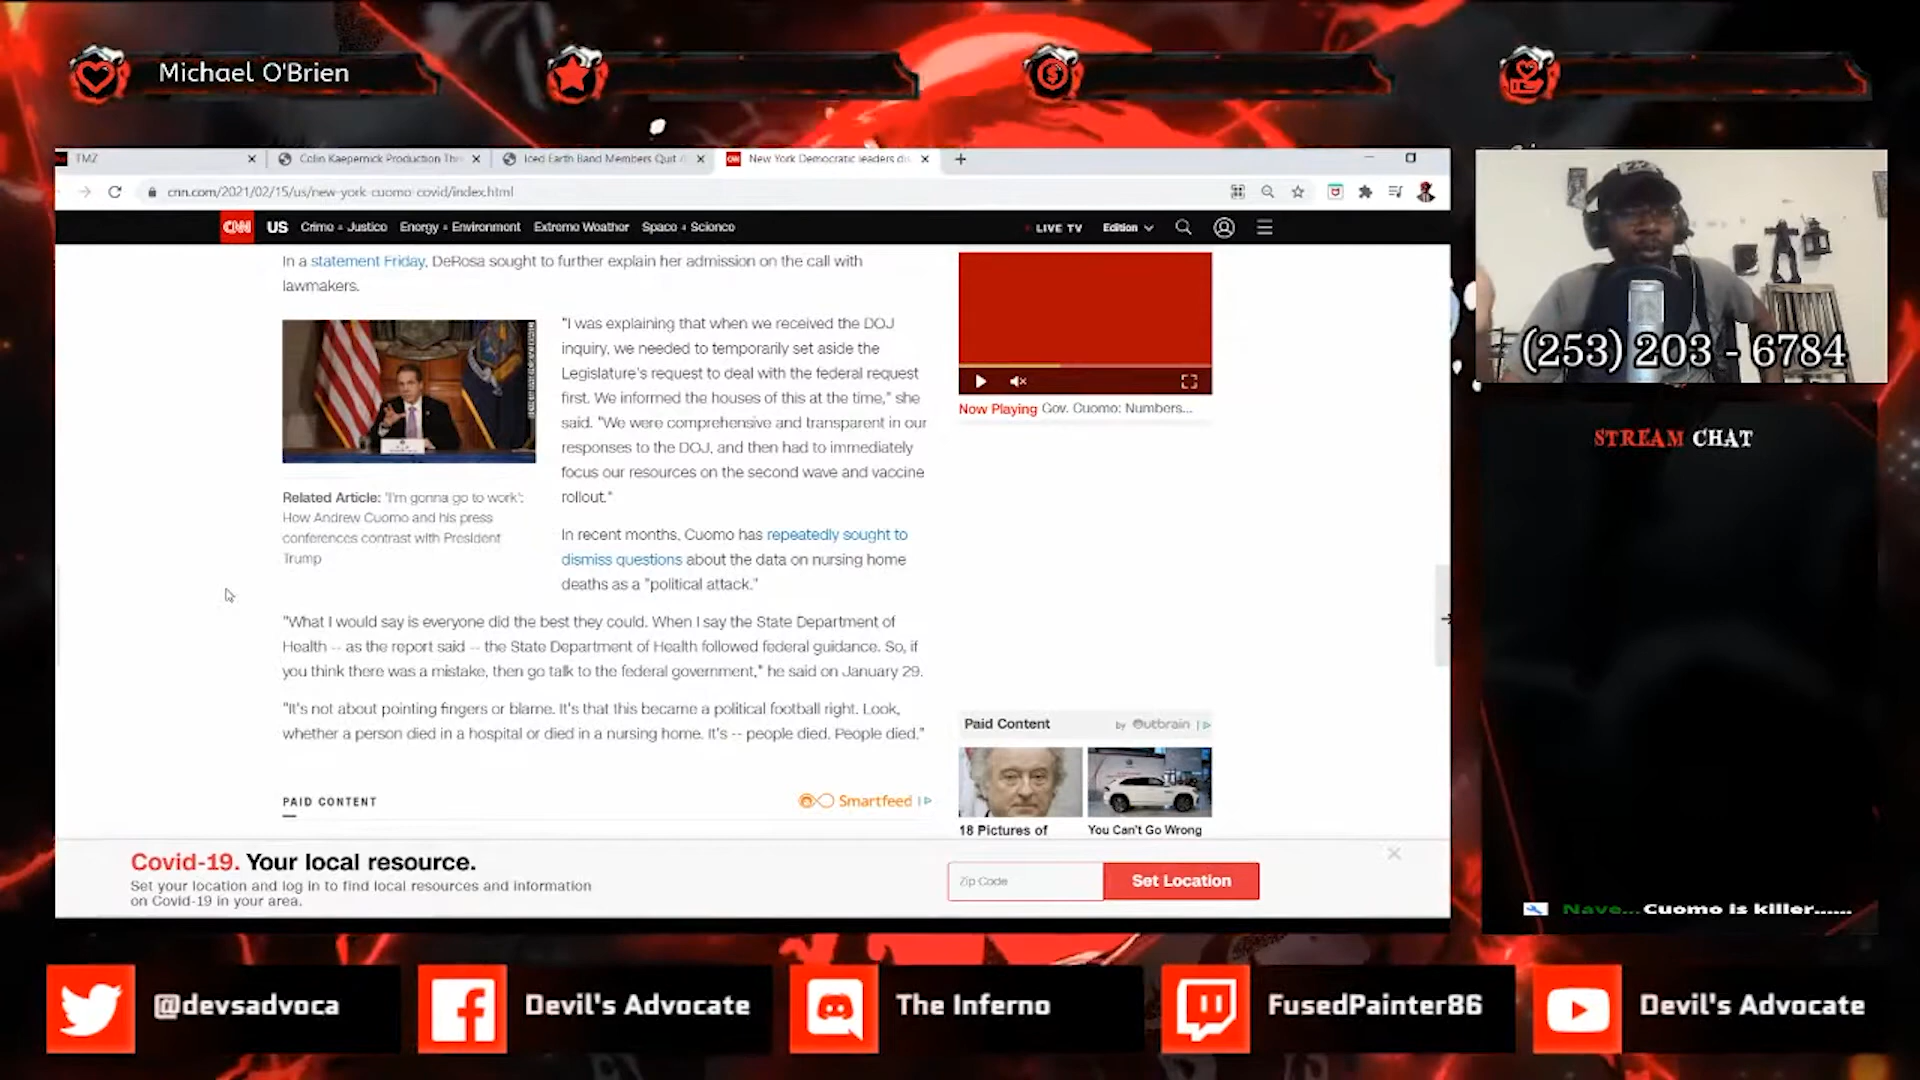 Michael O'Brien
TMZ
Colin Kaepernick Production Thr
Iced Earth Band Members Quit
New York Democratic leaders di
cnn.com/2021/02/15/us/new-york-cuomo-covid/index.html
CNN US Crime + Justice Energy + Environment Extreme Weather Space + Science LIVE TV Edition
In a statement Friday, DeRosa sought to further explain her admission on the call with
lawmakers.
"I was explaining that when we received the DOJ
inquiry, we needed to temporarily set aside the
Legislature's request to deal with the federal request
first. We informed the houses of this at the time," she
said. "We were comprehensive and transparent in our
responses to the DOJ, and then had to immediately
focus our resources on the second wave and vaccine
rollout."
Related Article: 'I'm gonna go to work':
How Andrew Cuomo and his press
conferences contrast with President
Trump
In recent months, Cuomo has repeatedly sought to
dismiss questions about the data on nursing home
deaths as a "political attack."
"What I would say is everyone did the best they could. When I say the State Department of
Health -- as the report said -- the State Department of Health followed federal guidance. So, if
you think there was a mistake, then go talk to the federal government," he said on January 29.
"It's not about pointing fingers or blame. It's that this became a political football right. Look,
whether a person died in a hospital or died in a nursing home. It's -- people died. People died."
PAID CONTENT
Smartfeed
Now Playing Gov. Cuomo: Numbers...
Paid Content by Outbrain
18 Pictures of
You Can't Go Wrong
Covid-19. Your local resource.
Set your location and log in to find local resources and information
on Covid-19 in your area.
Zip Code
Set Location
(253) 203 - 6784
STREAM CHAT
Nave... Cuomo is killer......
@devsadvoca
Devil's Advocate
The Inferno
FusedPainter86
Devil's Advocate